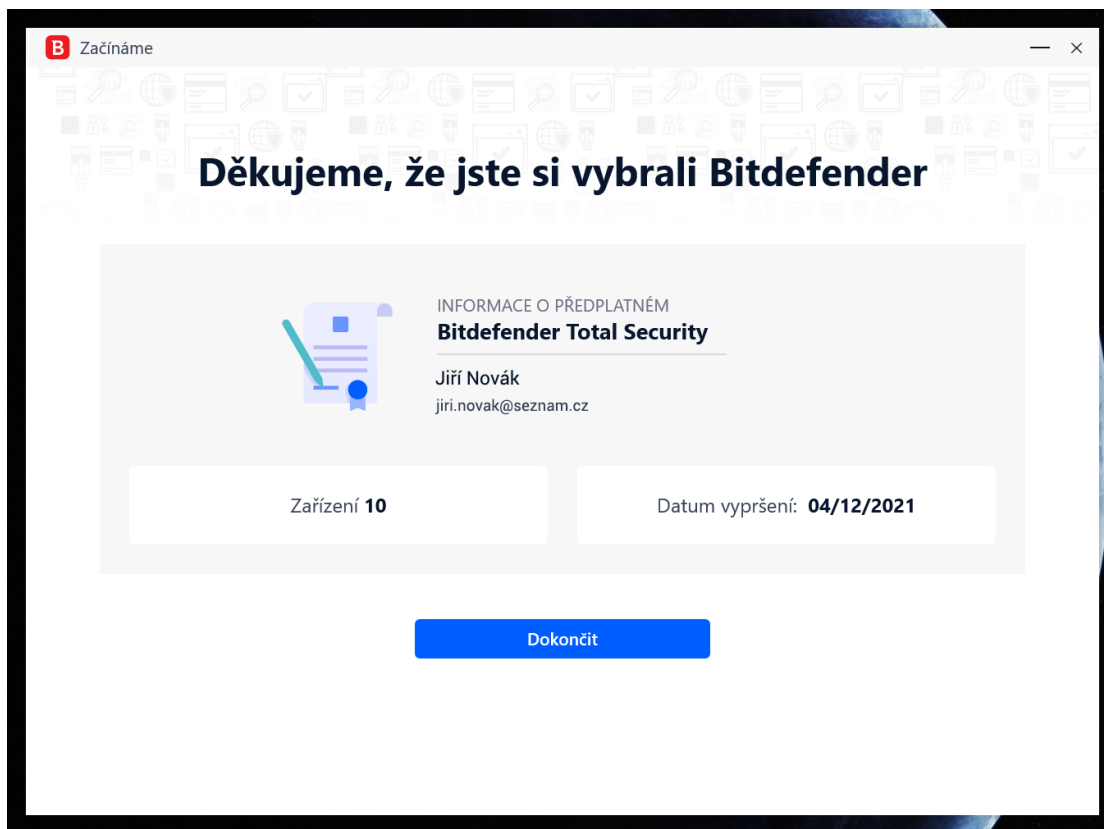 B Začínáme
Děkujeme, že jste si vybrali Bitdefender
INFORMACE O PŘEDPLATNÉM
Bitdefender Total Security
Jiří Novák
jiri.novak@seznam.cz
Zařízení 10
Datum vypršení: 04/12/2021
Dokončit